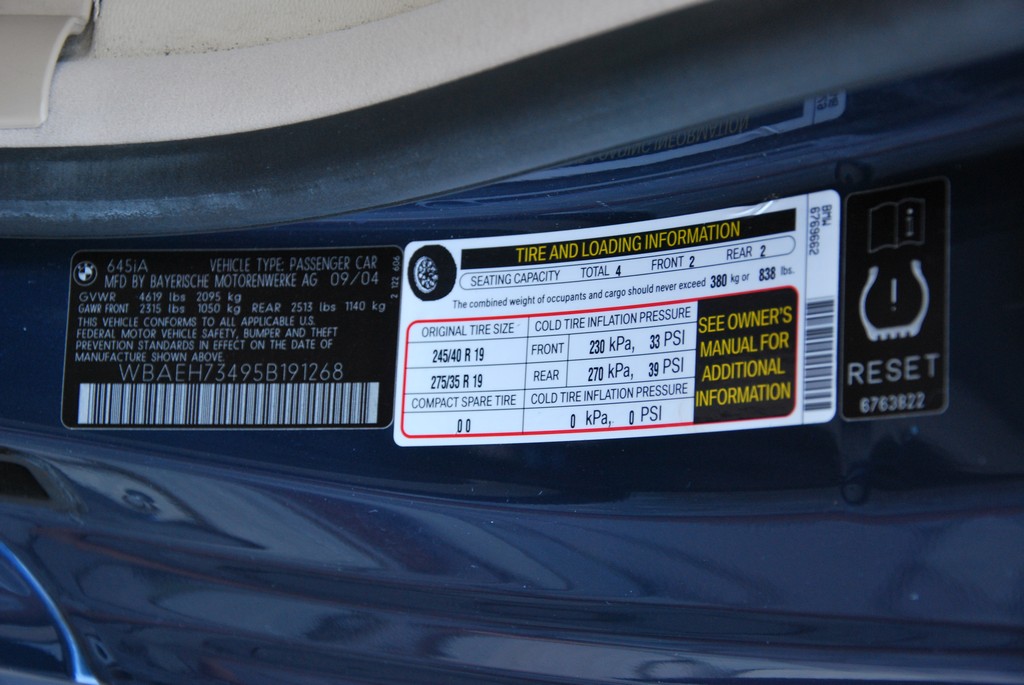 645iA VEHICLE TYPE: PASSENGER CAR
MFD BY BAYERISCHE MOTORENWERKE AG 09/04
GVWR 4619 lbs 2095 kg
GAWR FRONT 2315 lbs 1050 kg REAR 2513 lbs 1140 kg
THIS VEHICLE CONFORMS TO ALL APPLICABLE U.S.
FEDERAL MOTOR VEHICLE SAFETY, BUMPER AND THEFT
PREVENTION STANDARDS IN EFFECT ON THE DATE OF
MANUFACTURE SHOWN ABOVE.
WBAEH73495B191268
2 122 606
TIRE AND LOADING INFORMATION
SEATING CAPACITY TOTAL 4 FRONT 2 REAR 2
The combined weight of occupants and cargo should never exceed 380 kg or 838 lbs.
ORIGINAL TIRE SIZE COLD TIRE INFLATION PRESSURE
245/40 R 19 FRONT 230 kPa, 33 PSI
275/35 R 19 REAR 270 kPa, 39 PSI
COMPACT SPARE TIRE COLD TIRE INFLATION PRESSURE
0 0 0 kPa, 0 PSI
SEE OWNER'S
MANUAL FOR
ADDITIONAL
INFORMATION
BMW
6769662
RESET
6763822